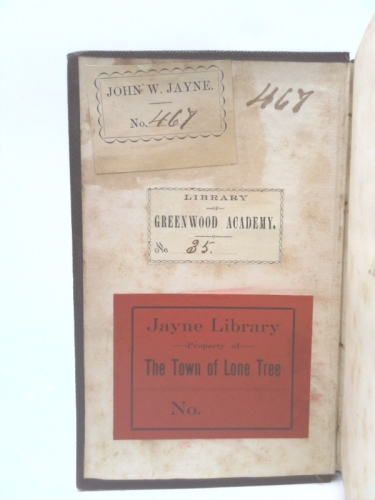 JOHN W. JAYNE.
No. 467
467
LIBRARY
OF
GREENWOOD ACADEMY.
No 35.
Jayne Library
Property of
The Town of Lone Tree
No.